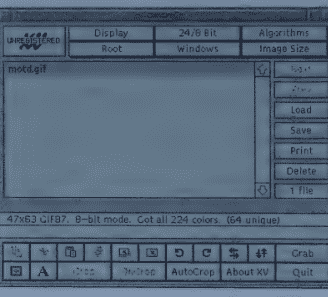 UNREGISTERED
Display 24/8 Bit Algorithms
Root Windows Image Size
motd.gif
Load
Save
Print
Delete
1 file
47x63 GIF87. 8-bit mode. Got all 224 colors. (64 unique)
Grab
A AutoCrop About XV Quit